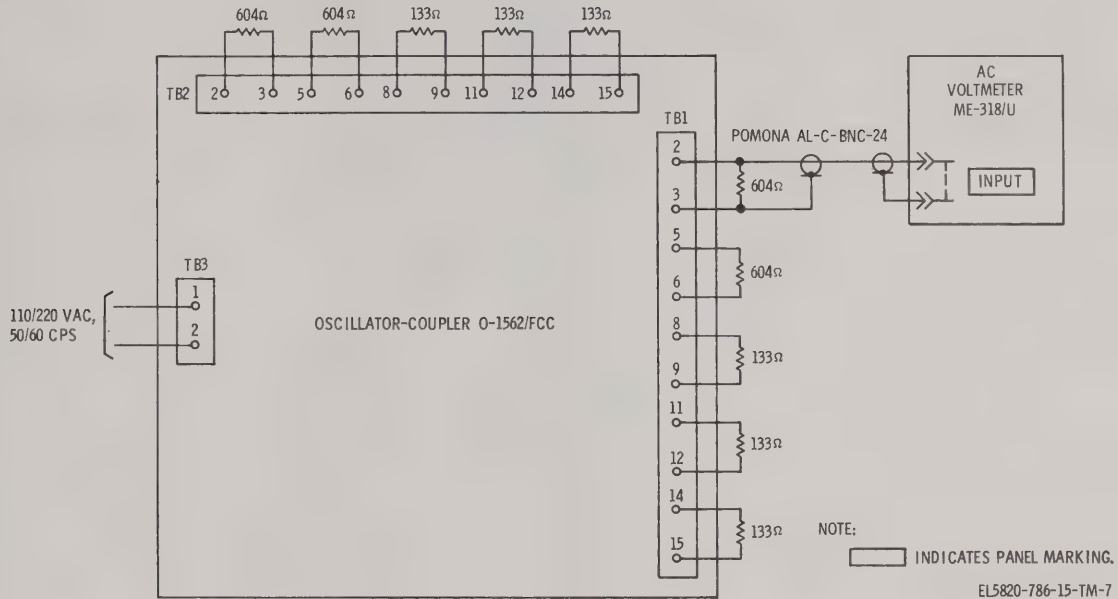 604Ω 604Ω 133Ω 133Ω 133Ω
TB2 2 3 5 6 8 9 11 12 14 15
AC
VOLTMETER
ME-318/U
INPUT
POMONA AL-C-BNC-24
TB1
2
604Ω
3
5
604Ω
6
8
133Ω
9
11
133Ω
12
14
133Ω
15
TB3
1
2
110/220 VAC,
50/60 CPS
OSCILLATOR-COUPLER O-1562/FCC
NOTE:
INDICATES PANEL MARKING.
EL5820-786-15-TM-7